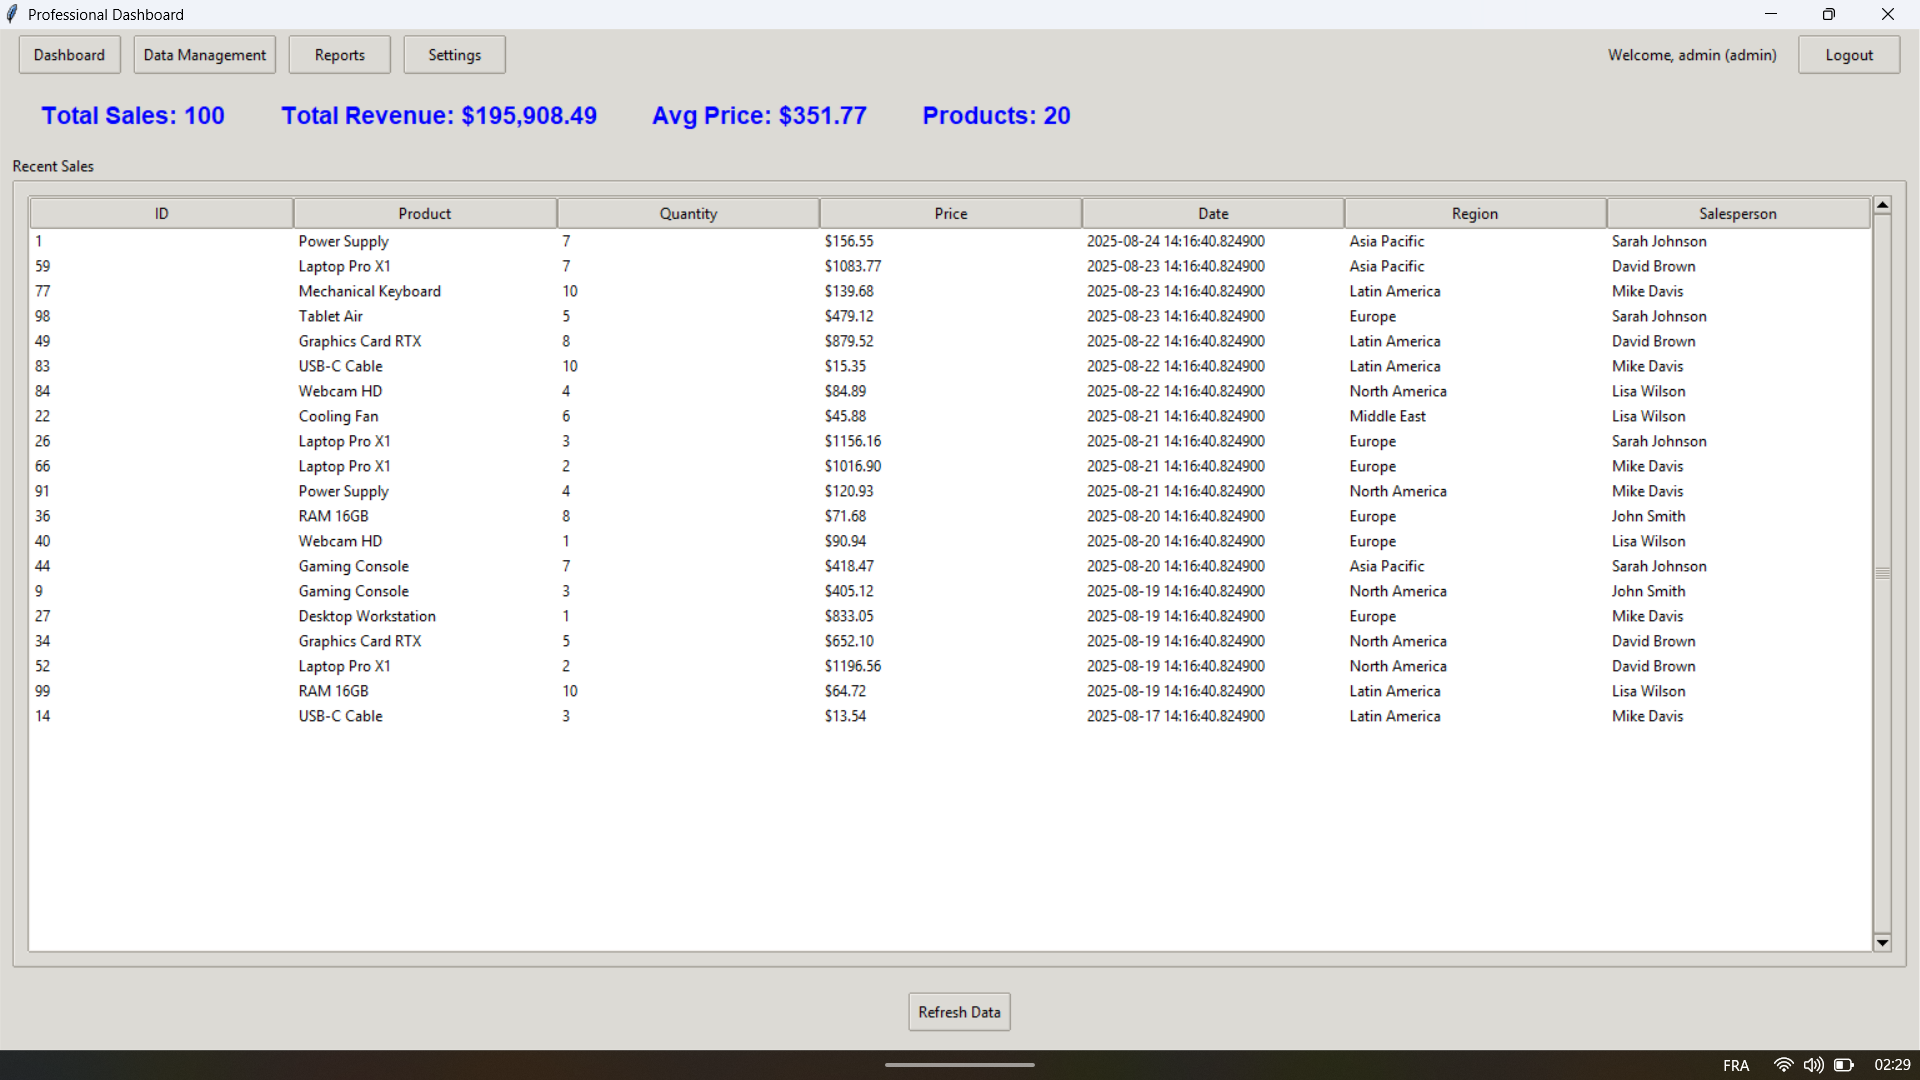 Professional Dashboard
Dashboard Data Management Reports Settings Welcome, admin (admin) Logout
Total Sales: 100 Total Revenue: $195,908.49 Avg Price: $351.77 Products: 20
Recent Sales
ID Product Quantity Price Date Region Salesperson
1 Power Supply 7 $156.55 2025-08-24 14:16:40.824900 Asia Pacific Sarah Johnson
59 Laptop Pro X1 7 $1083.77 2025-08-23 14:16:40.824900 Asia Pacific David Brown
77 Mechanical Keyboard 10 $139.68 2025-08-23 14:16:40.824900 Latin America Mike Davis
98 Tablet Air 5 $479.12 2025-08-23 14:16:40.824900 Europe Sarah Johnson
49 Graphics Card RTX 8 $879.52 2025-08-22 14:16:40.824900 Latin America David Brown
83 USB-C Cable 10 $15.35 2025-08-22 14:16:40.824900 Latin America Mike Davis
84 Webcam HD 4 $84.89 2025-08-22 14:16:40.824900 North America Lisa Wilson
22 Cooling Fan 6 $45.88 2025-08-21 14:16:40.824900 Middle East Lisa Wilson
26 Laptop Pro X1 3 $1156.16 2025-08-21 14:16:40.824900 Europe Sarah Johnson
66 Laptop Pro X1 2 $1016.90 2025-08-21 14:16:40.824900 Europe Mike Davis
91 Power Supply 4 $120.93 2025-08-21 14:16:40.824900 North America Mike Davis
36 RAM 16GB 8 $71.68 2025-08-20 14:16:40.824900 Europe John Smith
40 Webcam HD 1 $90.94 2025-08-20 14:16:40.824900 Europe Lisa Wilson
44 Gaming Console 7 $418.47 2025-08-20 14:16:40.824900 Asia Pacific Sarah Johnson
9 Gaming Console 3 $405.12 2025-08-19 14:16:40.824900 North America John Smith
27 Desktop Workstation 1 $833.05 2025-08-19 14:16:40.824900 Europe Mike Davis
34 Graphics Card RTX 5 $652.10 2025-08-19 14:16:40.824900 North America David Brown
52 Laptop Pro X1 2 $1196.56 2025-08-19 14:16:40.824900 North America David Brown
99 RAM 16GB 10 $64.72 2025-08-19 14:16:40.824900 Latin America Lisa Wilson
14 USB-C Cable 3 $13.54 2025-08-17 14:16:40.824900 Latin America Mike Davis
Refresh Data
FRA 02:29